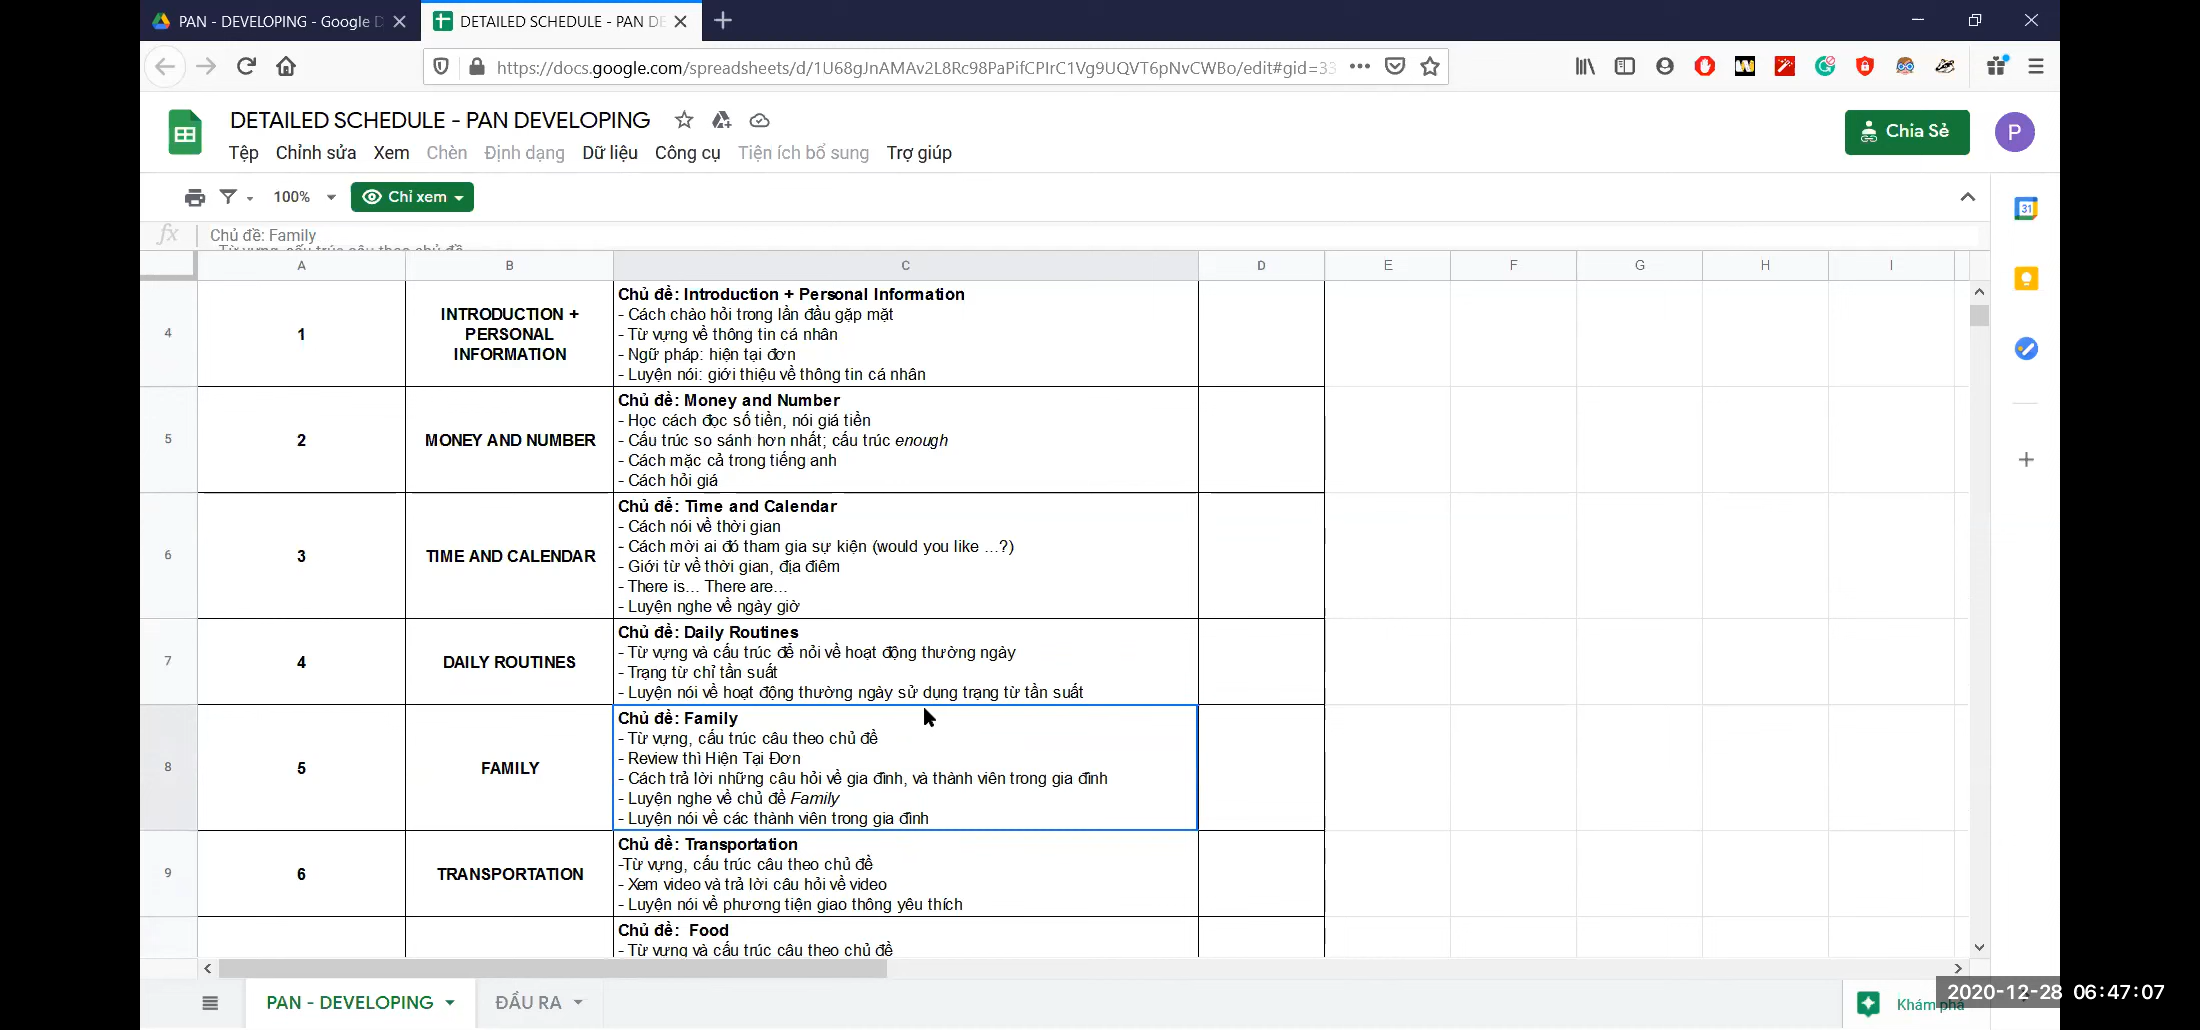 PAN - DEVELOPING - Google D
DETAILED SCHEDULE - PAN DE
https://docs.google.com/spreadsheets/d/1U68gJnAMAv2L8Rc98PaPifCPIrC1Vg9UQVT6pNvCWBo/edit#gid=33
DETAILED SCHEDULE - PAN DEVELOPING
Chia Sẻ
P
Tệp Chỉnh sửa Xem Chèn Định dạng Dữ liệu Công cụ Tiện ích bổ sung Trợ giúp
100% Chỉ xem
31
fx Chủ đề: Family
- Từ vựng, cấu trúc câu theo chủ đề
A B C D E F G H I
4
1
INTRODUCTION +
PERSONAL
INFORMATION
Chủ đề: Introduction + Personal Information
- Cách chào hỏi trong lần đầu gặp mặt
- Từ vựng về thông tin cá nhân
- Ngữ pháp: hiện tại đơn
- Luyện nói: giới thiệu về thông tin cá nhân
5
2
MONEY AND NUMBER
Chủ đề: Money and Number
- Học cách đọc số tiền, nói giá tiền
- Cấu trúc so sánh hơn nhất; cấu trúc enough
- Cách mặc cả trong tiếng anh
- Cách hỏi giá
6
3
TIME AND CALENDAR
Chủ đề: Time and Calendar
- Cách nói về thời gian
- Cách mời ai đó tham gia sự kiện (would you like ...?)
- Giới từ về thời gian, địa điểm
- There is... There are...
- Luyện nghe về ngày giờ
7
4
DAILY ROUTINES
Chủ đề: Daily Routines
- Từ vựng và cấu trúc để nỏi về hoạt động thường ngày
- Trạng từ chỉ tần suất
- Luyện nói về hoạt động thường ngày sử dụng trạng từ tần suất
8
5
FAMILY
Chủ đề: Family
- Từ vựng, cấu trúc câu theo chủ đề
- Review thì Hiện Tại Đơn
- Cách trả lời những câu hỏi về gia đình, và thành viên trong gia đình
- Luyện nghe về chủ đề Family
- Luyện nói về các thành viên trong gia đình
9
6
TRANSPORTATION
Chủ đề: Transportation
-Từ vựng, cấu trúc câu theo chủ đề
- Xem video và trả lời câu hỏi về video
- Luyện nói về phương tiện giao thông yêu thích
Chủ đề: Food
- Từ vựng và cấu trúc câu theo chủ đề
PAN - DEVELOPING ĐẦU RA
Khám phá
2020-12-28 06:47:07